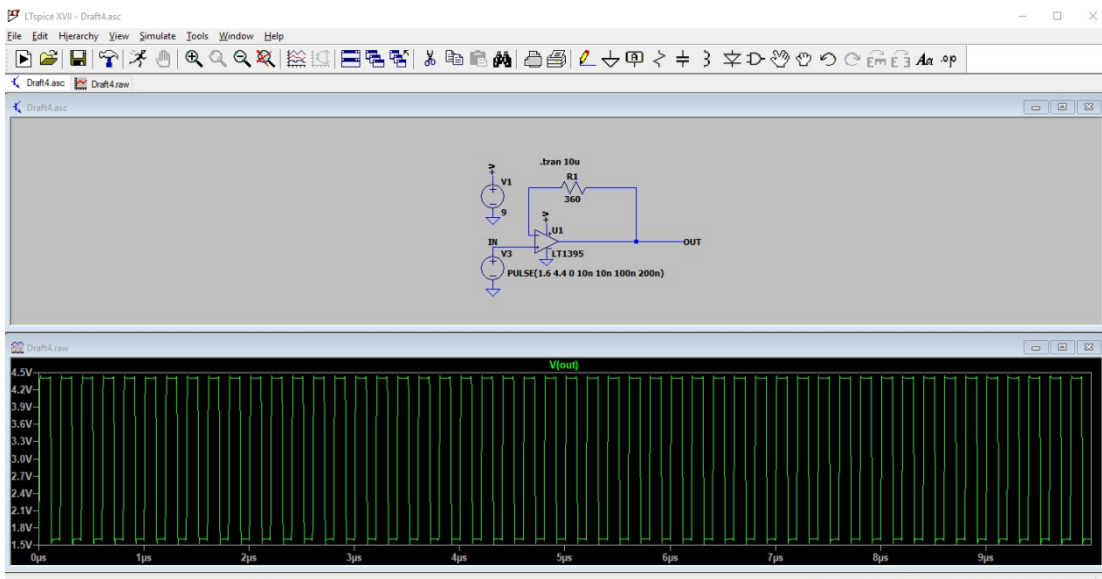 LTspice XVII - Draft4.asc
File Edit Hierarchy View Simulate Tools Window Help
Aa .op
Draft4.asc Draft4.raw
Draft4.asc
.tran 10u
+V
V1
9
R1
360
+V
U1
IN
OUT
V3
LT1395
PULSE(1.6 4.4 0 10n 10n 100n 200n)
Draft4.raw
V(out)
4.5V
4.2V
3.9V
3.6V
3.3V
3.0V
2.7V
2.4V
2.1V
1.8V
1.5V
0µs 1µs 2µs 3µs 4µs 5µs 6µs 7µs 8µs 9µs